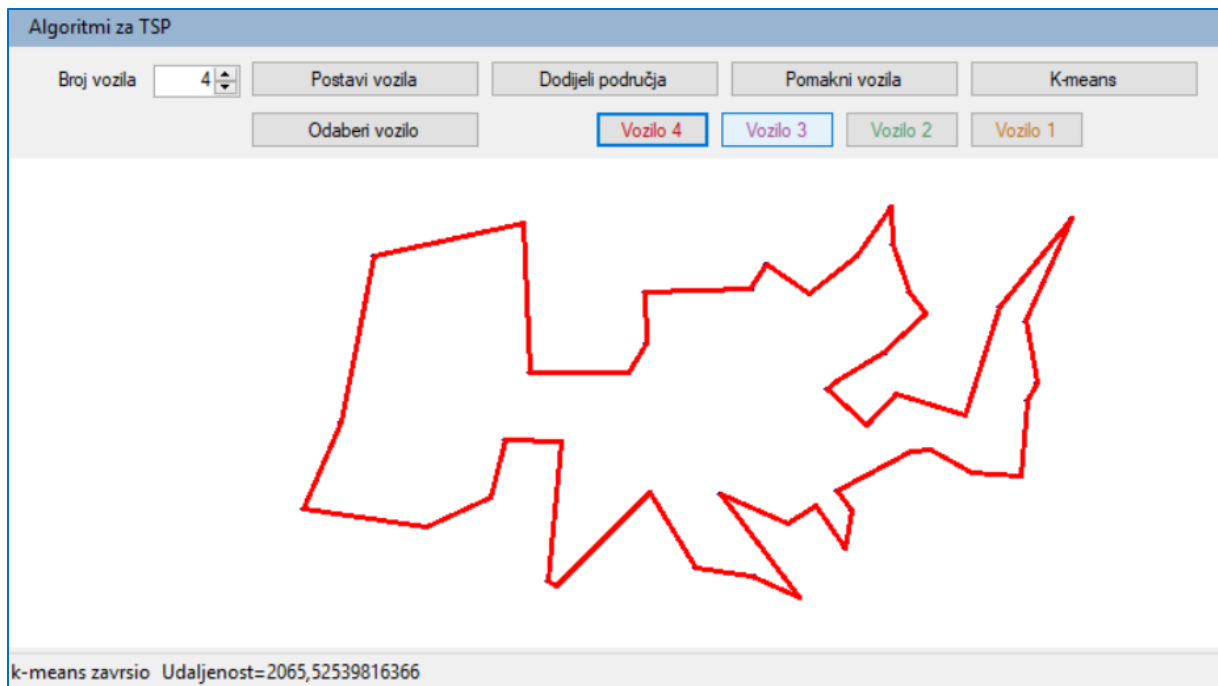 Algoritmi za TSP
Broj vozila 4 Postavi vozila Dodijeli područja Pomakni vozila K-means
Odaberi vozilo Vozilo 4 Vozilo 3 Vozilo 2 Vozilo 1
k-means zavrsio Udaljenost=2065,52539816366